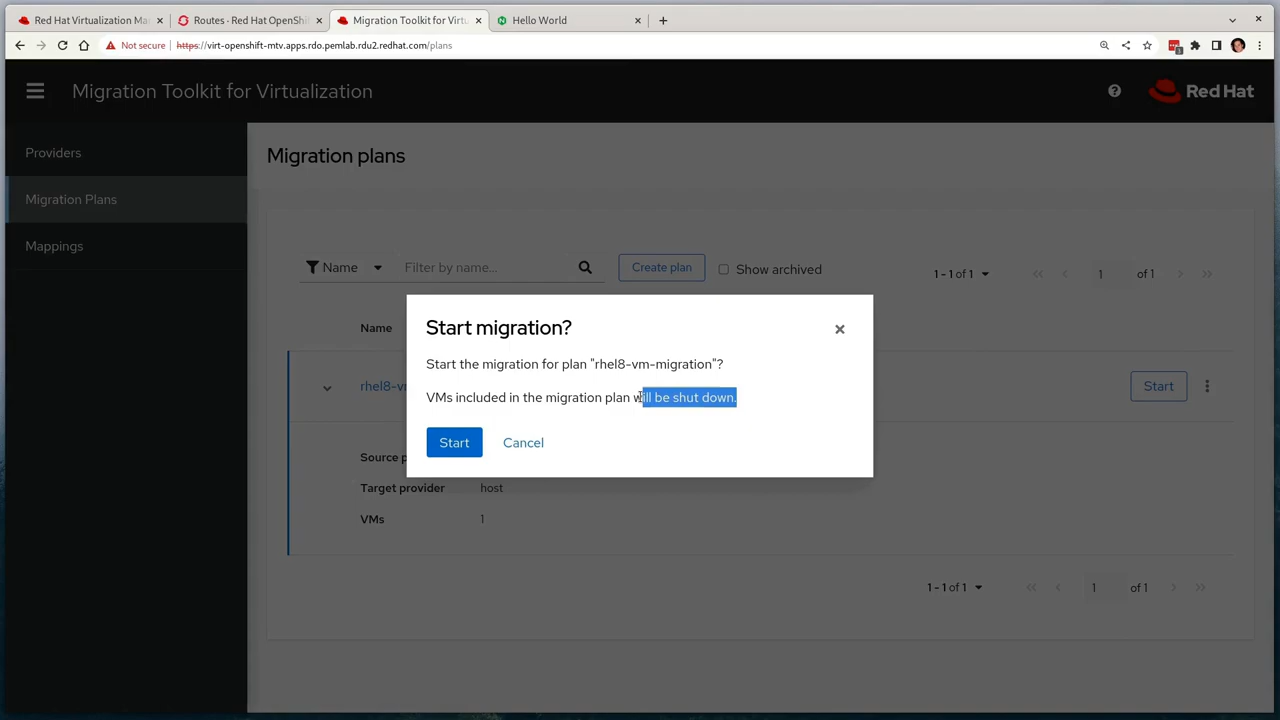 Red Hat Virtualization Ma
Routes · Red Hat OpenShi
Migration Toolkit for Virtu
Hello World
Not secure
https://virt-openshift-mtv.apps.rdo.pemlab.rdu2.redhat.com/plans
Migration Toolkit for Virtualization
Red Hat
Providers
Migration Plans
Mappings
Migration plans
Name
Filter by name...
Create plan
Show archived
1 - 1 of 1
1
of 1
Name
Start migration?
Start the migration for plan "rhel8-vm-migration"?
VMs included in the migration plan will be shut down.
Start
Cancel
rhel8-v
Start
Source p
Target provider
host
VMs
1
1 - 1 of 1
1
of 1